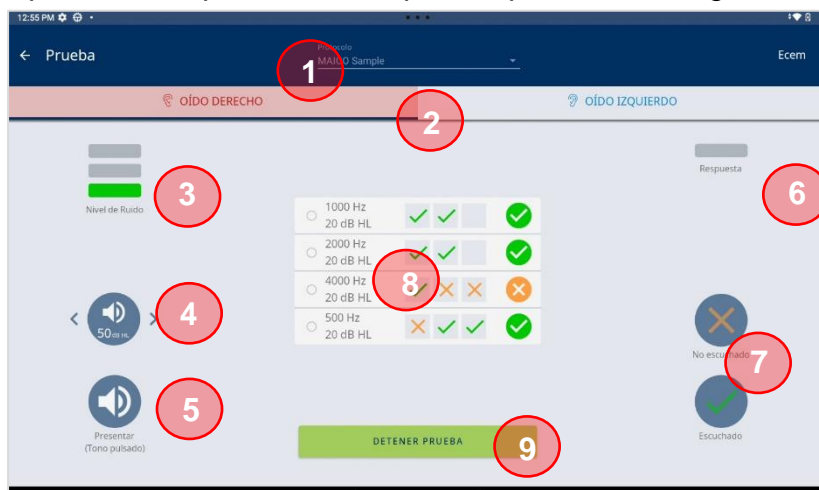 12:55 PM
← Prueba
Protocolo
MAICO Sample
Ecem
1
OÍDO DERECHO
OÍDO IZQUIERDO
2
Nivel de Ruido
3
Respuesta
6
1000 Hz
20 dB HL
2000 Hz
20 dB HL
4000 Hz
20 dB HL
8
500 Hz
20 dB HL
50 dB HL
4
No escuchado
7
Presentar
(Tono pulsado)
5
Escuchado
DETENER PRUEBA
9